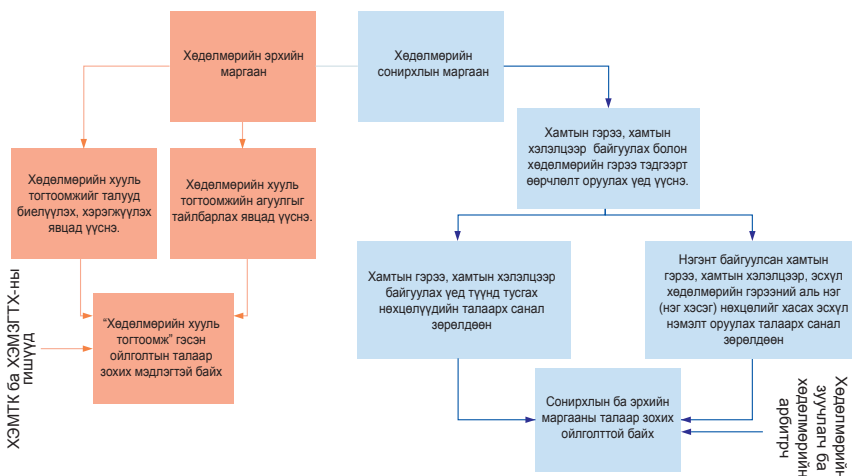 Хөдөлмөрийн эрхийн
маргаан
Хөдөлмөрийн
сонирхлын маргаан
Хамтын гэрээ, хамтын
хэлэлцээр байгуулах болон
хөдөлмөрийн гэрээ тэдгээрт
өөрчлөлт оруулах үед үүснэ.
Хөдөлмөрийн хууль
тогтоомжийг талууд
биелүүлэх, хэрэгжүүлэх
явцад үүснэ.
Хөдөлмөрийн хууль
тогтоомжийн агуулгыг
тайлбарлах явцад үүснэ.
Хамтын гэрээ, хамтын хэлэлцээр
байгуулах үед түүнд тусгах
нөхцөлүүдийн талаарх санал
зөрөлдөөн
Нэгэнт байгуулсан хамтын
гэрээ, хамтын хэлэлцээр, эсхүл
хөдөлмөрийн гэрээний аль нэг
(нэг хэсэг) нөхцөлийг хасах эсхүл
нэмэлт оруулах талаарх санал
зөрөлдөөн
ХЭМТК ба ХЭМЗГТХ-ны
гишүүд
“Хөдөлмөрийн хууль
тогтоомж” гэсэн
ойлголтын талаар
зохих мэдлэгтэй байх
Сонирхлын ба эрхийн
маргааны талаар зохих
ойлголттой байх
Хөдөлмөрийн
зуучлагч ба
хөдөлмөрийн
арбитрч